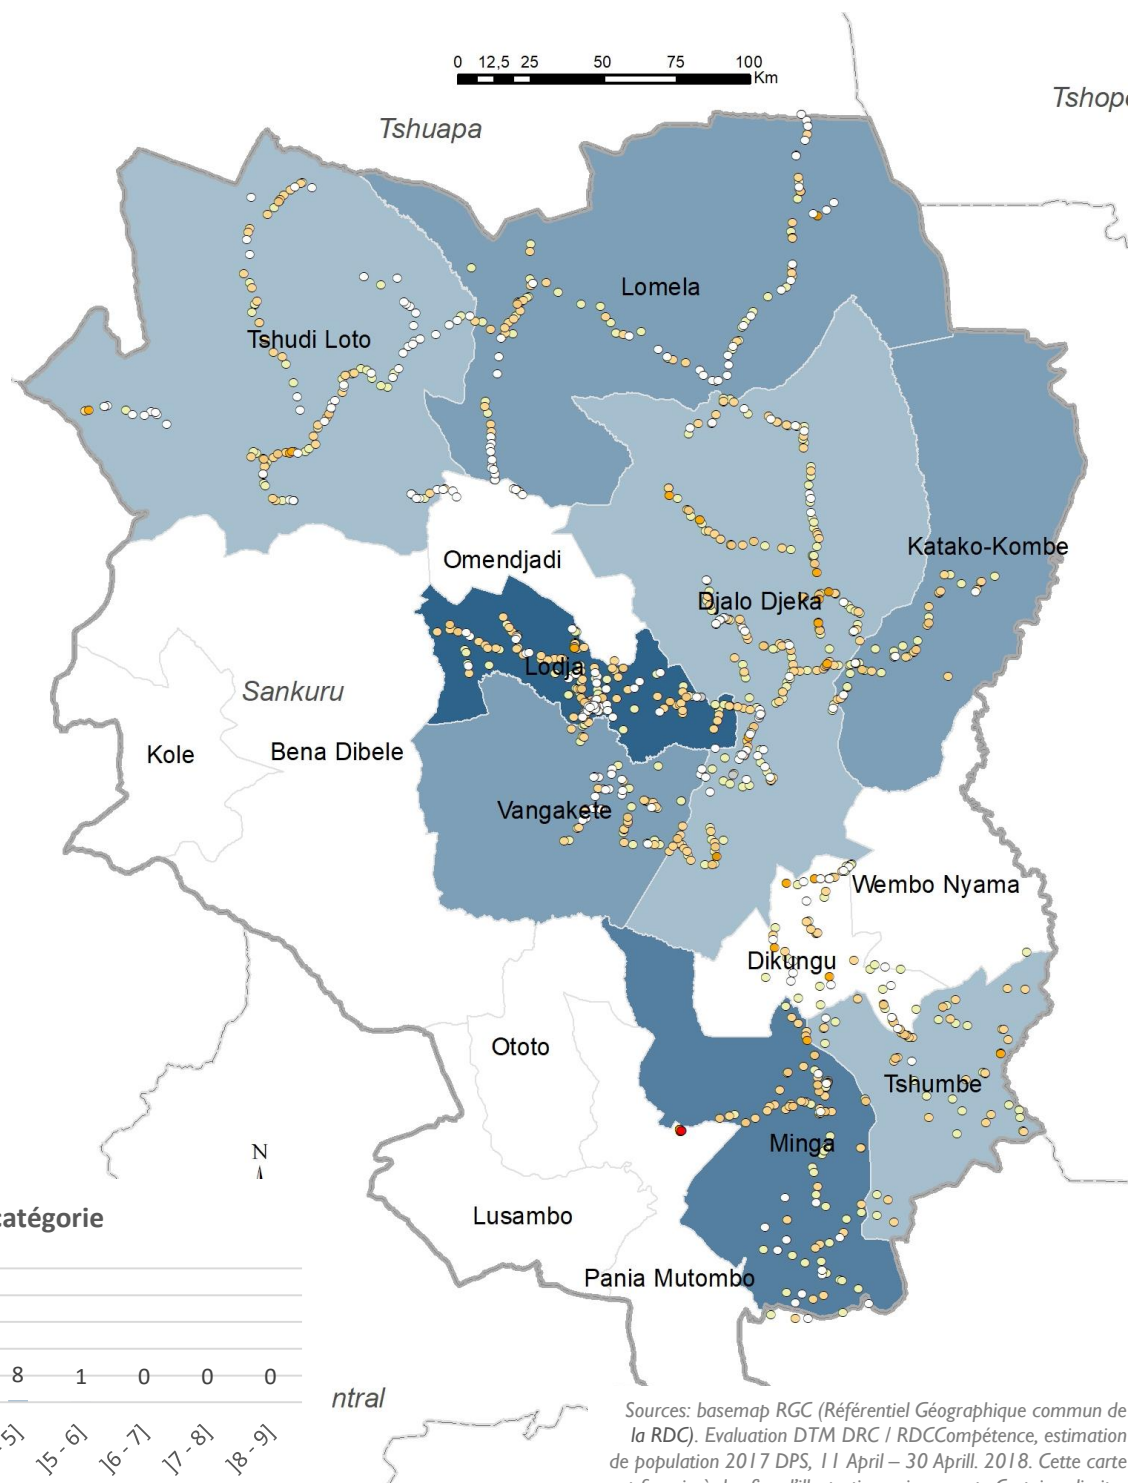 0 12,5 25 50 75 100
Km
Tshuapa
Lomela
Tshudi Loto
Katako-Kombe
Omendjadi
Djalo Djeka
Lodja
Sankuru
Kole
Bena Dibele
Vangakete
Wembo Nyama
Dikungu
Ototo
Tshumbe
Minga
N
Lusambo
Pania Mutombo
catégorie
8 1 0 0 0
5] ]5 - 6] ]6 - 7] ]7 - 8] ]8 - 9]
ntral
Sources: basemap RGC (Référentiel Géographique commun de
la RDC). Evaluation DTM DRC / RDCCompétence, estimation
de population 2017 DPS, 11 April – 30 Aprill. 2018. Cette carte